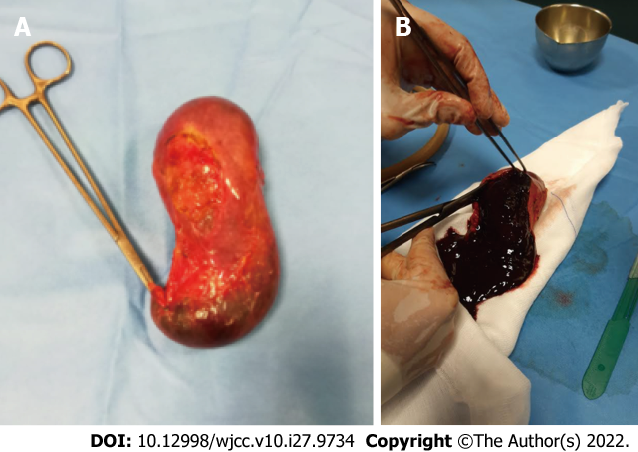 A
B
DOI: 10.12998/wjcc.v10.i27.9734 Copyright ©The Author(s) 2022.